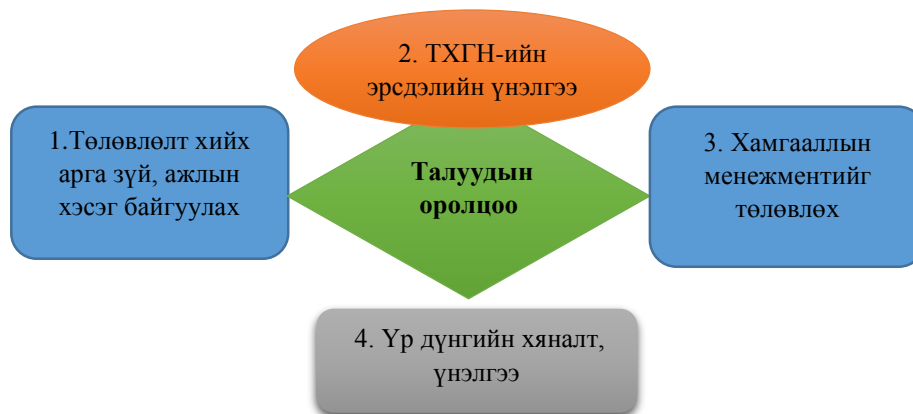 2. ТХГН-ийн
эрсдэлийн үнэлгээ
1.Төлөвлөлт хийх
арга зүй, ажлын
хэсэг байгуулах
Талуудын
оролцоо
3. Хамгааллын
менежментийг
төлөвлөх
4. Үр дүнгийн хяналт,
үнэлгээ